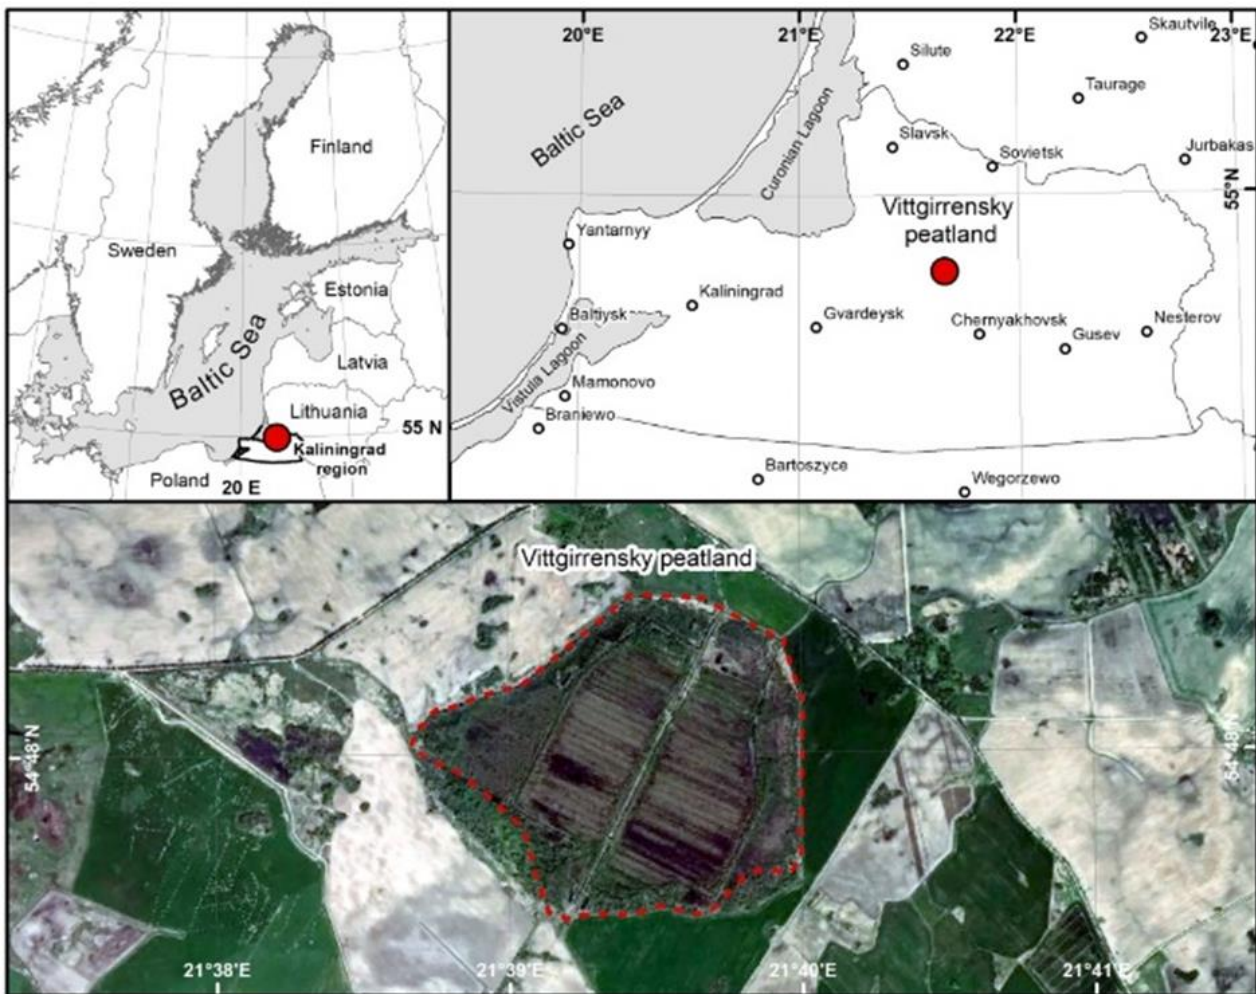 Finland
Sweden
Estonia
Baltic Sea
Latvia
Lithuania
55 N
Kaliningrad
region
Poland
20 E
20°E
21°E
22°E
23°E
Skautvile
Silute
Taurage
Baltic Sea
Curonian Lagoon
Slavsk
Sovietsk
Jurbakas
55°N
Vittgirrensky
peatland
Yantarnyy
Kaliningrad
Baltiysk
Gvardeysk
Chernyakhovsk
Gusev
Nesterov
Vistula Lagoon
Mamonovo
Braniewo
Bartoszyce
Wegorzewo
Vittgirrensky peatland
54°48'N
54°48'N
21°38'E
21°39'E
21°40'E
21°41'E